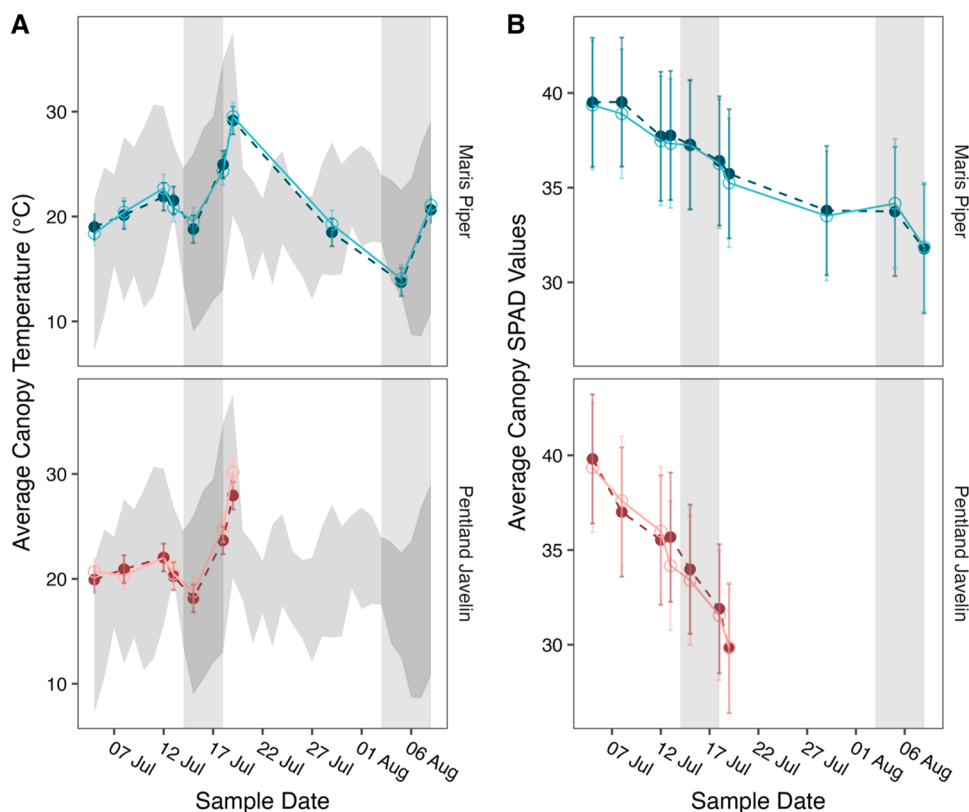 A
B
Average Canopy Temperature (°C)
30
20
10
Maris Piper
30
20
10
Pentland Javelin
07 Jul
12 Jul
17 Jul
22 Jul
27 Jul
01 Aug
06 Aug
Sample Date
Average Canopy SPAD Values
40
35
30
Maris Piper
40
35
30
Pentland Javelin
07 Jul
12 Jul
17 Jul
22 Jul
27 Jul
01 Aug
06 Aug
Sample Date